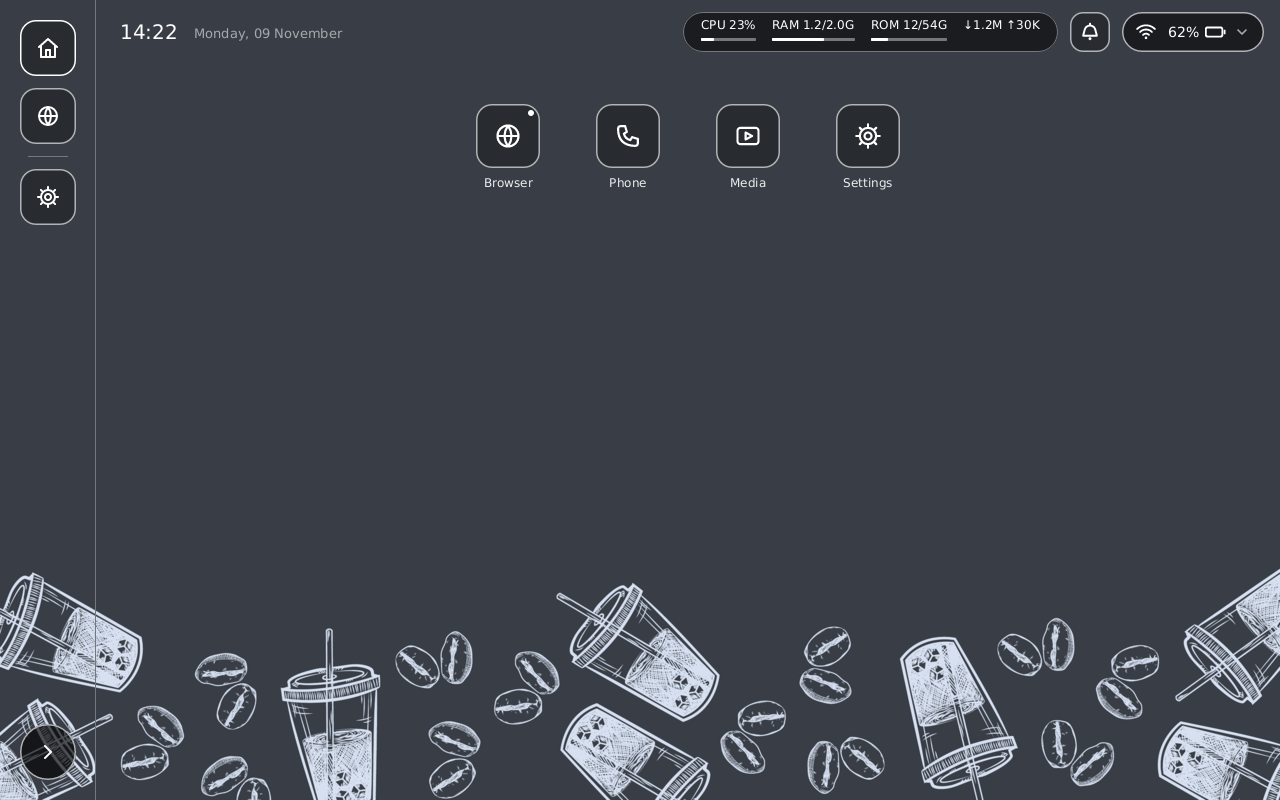 14:22 Monday, 09 November CPU 23% RAM 1.2/2.0G ROM 12/54G ↓1.2M ↑30K 62%
Browser Phone Media Settings